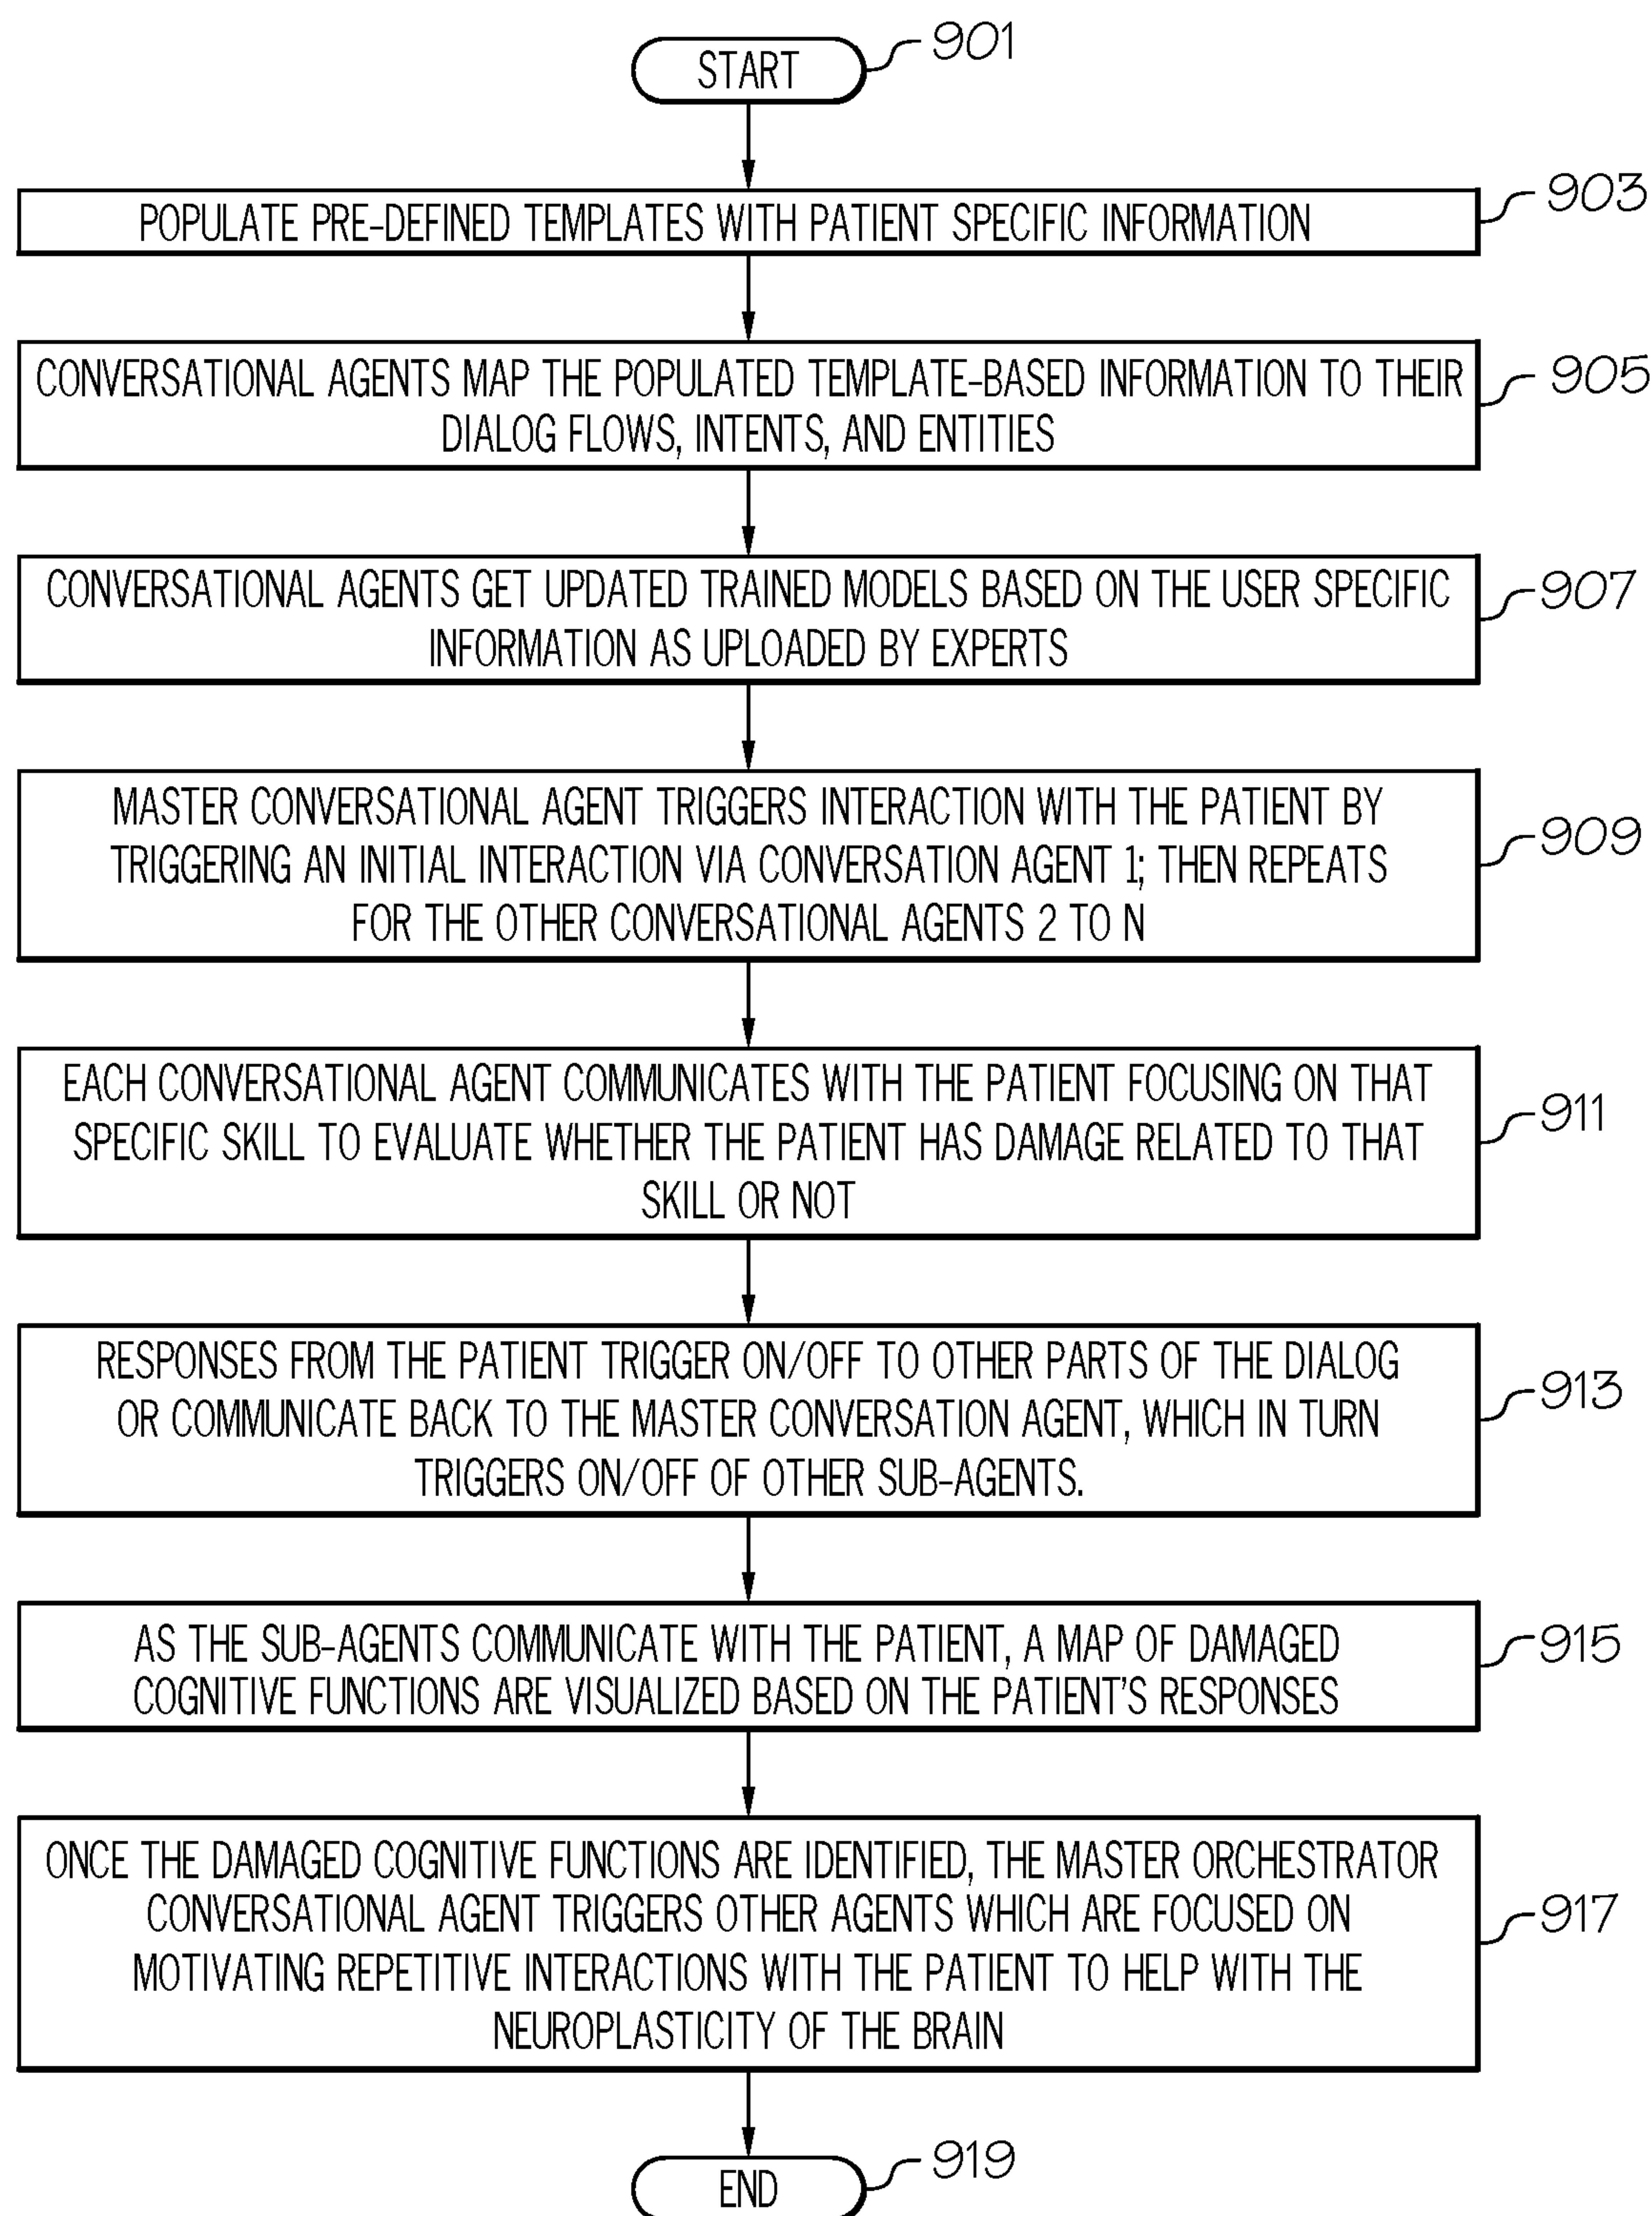 START
901
POPULATE PRE-DEFINED TEMPLATES WITH PATIENT SPECIFIC INFORMATION
903
CONVERSATIONAL AGENTS MAP THE POPULATED TEMPLATE-BASED INFORMATION TO THEIR
DIALOG FLOWS, INTENTS, AND ENTITIES
905
CONVERSATIONAL AGENTS GET UPDATED TRAINED MODELS BASED ON THE USER SPECIFIC
INFORMATION AS UPLOADED BY EXPERTS
907
MASTER CONVERSATIONAL AGENT TRIGGERS INTERACTION WITH THE PATIENT BY
TRIGGERING AN INITIAL INTERACTION VIA CONVERSATION AGENT 1; THEN REPEATS
FOR THE OTHER CONVERSATIONAL AGENTS 2 TO N
909
EACH CONVERSATIONAL AGENT COMMUNICATES WITH THE PATIENT FOCUSING ON THAT
SPECIFIC SKILL TO EVALUATE WHETHER THE PATIENT HAS DAMAGE RELATED TO THAT
SKILL OR NOT
911
RESPONSES FROM THE PATIENT TRIGGER ON/OFF TO OTHER PARTS OF THE DIALOG
OR COMMUNICATE BACK TO THE MASTER CONVERSATION AGENT, WHICH IN TURN
TRIGGERS ON/OFF OF OTHER SUB-AGENTS.
913
AS THE SUB-AGENTS COMMUNICATE WITH THE PATIENT, A MAP OF DAMAGED
COGNITIVE FUNCTIONS ARE VISUALIZED BASED ON THE PATIENT'S RESPONSES
915
ONCE THE DAMAGED COGNITIVE FUNCTIONS ARE IDENTIFIED, THE MASTER ORCHESTRATOR
CONVERSATIONAL AGENT TRIGGERS OTHER AGENTS WHICH ARE FOCUSED ON
MOTIVATING REPETITIVE INTERACTIONS WITH THE PATIENT TO HELP WITH THE
NEUROPLASTICITY OF THE BRAIN
917
END
919